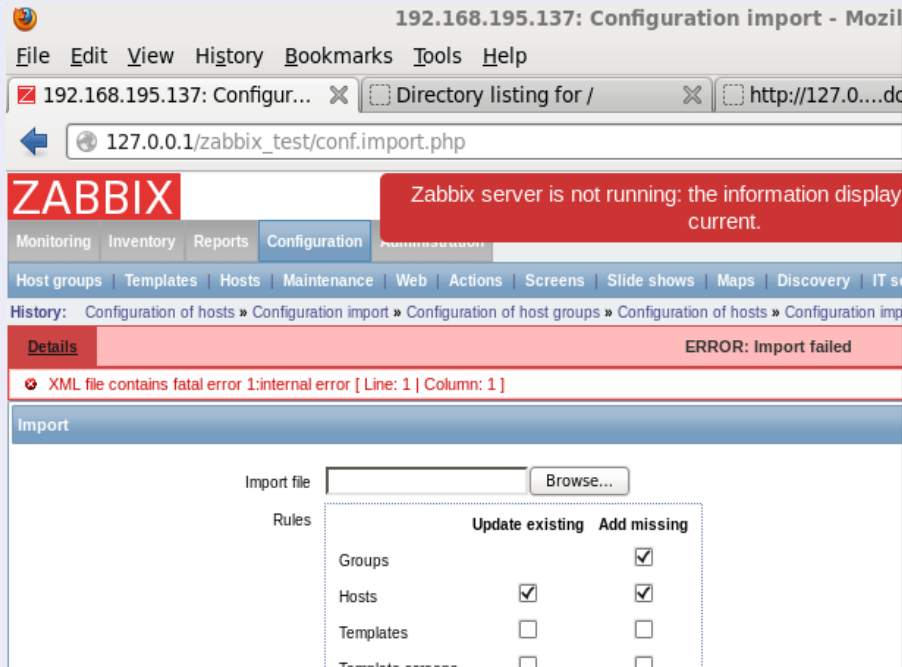 192.168.195.137: Configuration import - Mozil
File Edit View History Bookmarks Tools Help
192.168.195.137: Configur... Directory listing for / http://127.0....do
127.0.0.1/zabbix_test/conf.import.php
ZABBIX
Zabbix server is not running: the information display
current.
Monitoring Inventory Reports Configuration Administration
Host groups | Templates | Hosts | Maintenance | Web | Actions | Screens | Slide shows | Maps | Discovery | IT s
History: Configuration of hosts » Configuration import » Configuration of host groups » Configuration of hosts » Configuration imp
Details ERROR: Import failed
XML file contains fatal error 1:internal error [ Line: 1 | Column: 1 ]
Import
Import file Browse...
Rules
Update existing Add missing
Groups
Hosts
Templates
Template screens